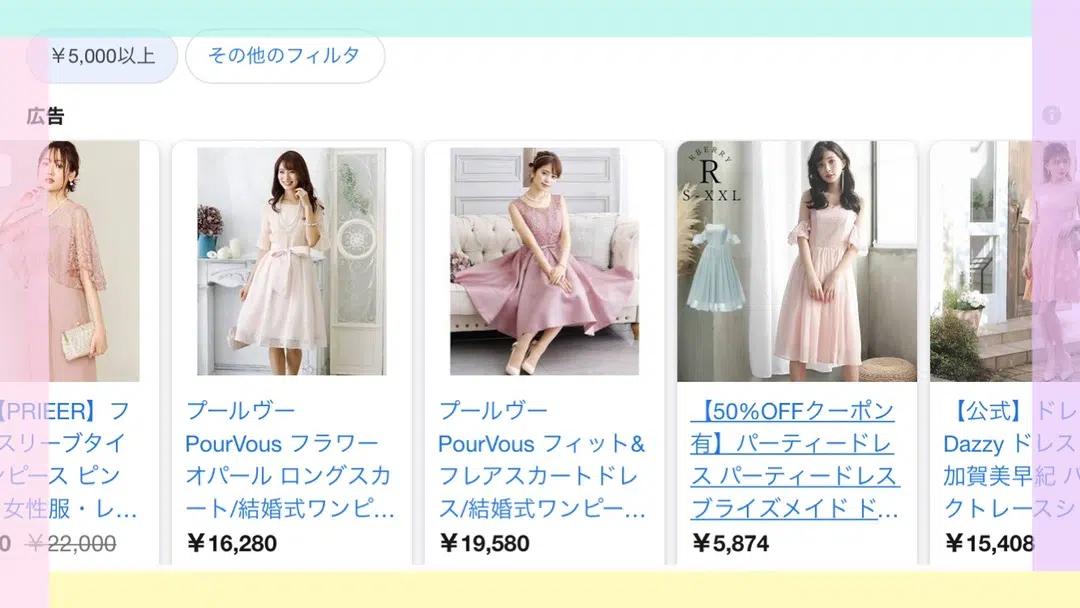 ¥5,000以上
その他のフィルタ
広告
【PRIEER】フ
スリーブタイ
ンピース ピン
女性服・レ...
0 ¥22,000
プールヴー
PourVous フラワー
オパール ロングスカ
ート/結婚式ワンピ...
¥16,280
プールヴー
PourVous フィット&
フレアスカートドレ
ス/結婚式ワンピー...
¥19,580
RBERRY
R
S-XXL
【50%OFFクーポン
有】パーティードレ
ス パーティードレス
ブライズメイド ド...
¥5,874
【公式】ドレ
Dazzy ドレス
加賀美早紀 パ
クトレースシ
¥15,408